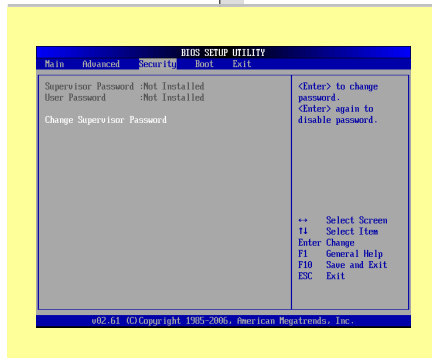 BIOS SETUP UTILITY
Main Advanced Security Boot Exit
Supervisor Password :Not Installed
User Password :Not Installed
Change Supervisor Password
<Enter> to change
password.
<Enter> again to
disable password.
↔ Select Screen
↑↓ Select Item
Enter Change
F1 General Help
F10 Save and Exit
ESC Exit
v02.61 (C)Copyright 1985-2006, American Megatrends, Inc.